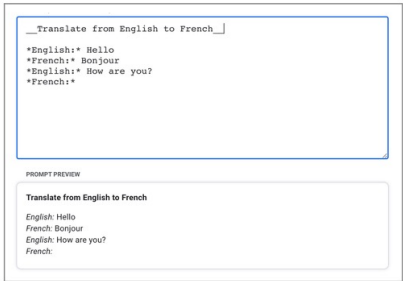 __Translate from English to French__
*English:* Hello
*French:* Bonjour
*English:* How are you?
*French:*
PROMPT PREVIEW
Translate from English to French
English: Hello
French: Bonjour
English: How are you?
French: